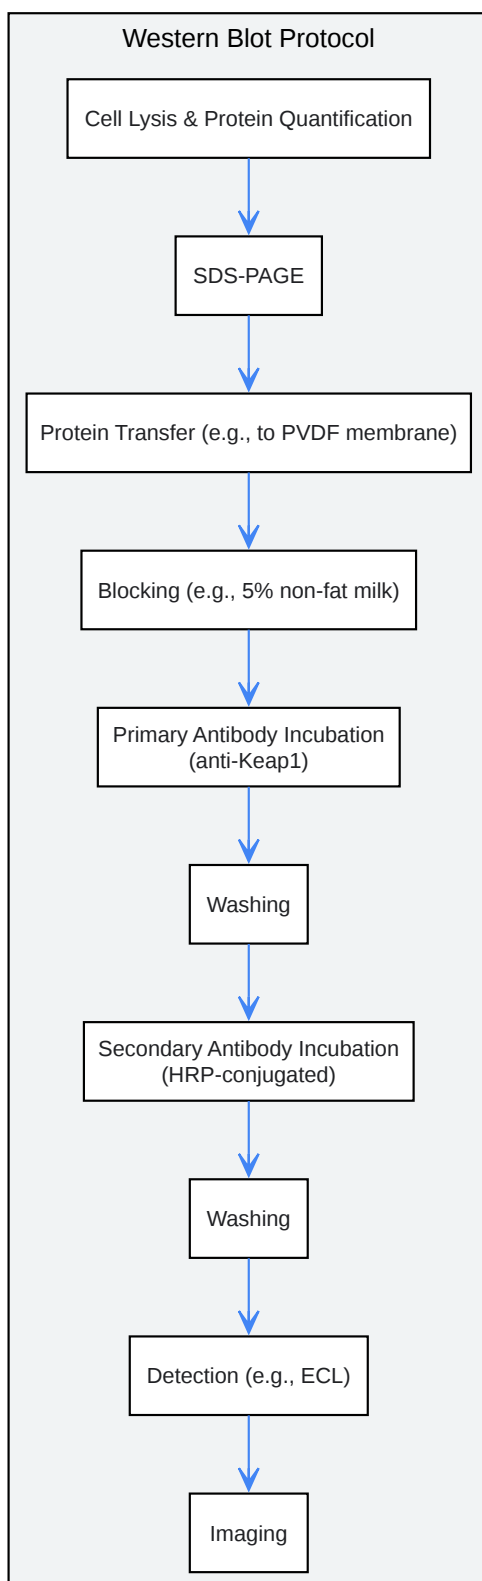 Western Blot Protocol
Cell Lysis & Protein Quantification
SDS-PAGE
Protein Transfer (e.g., to PVDF membrane)
Blocking (e.g., 5% non-fat milk)
Primary Antibody Incubation
(anti-Keap1)
Washing
Secondary Antibody Incubation
(HRP-conjugated)
Washing
Detection (e.g., ECL)
Imaging